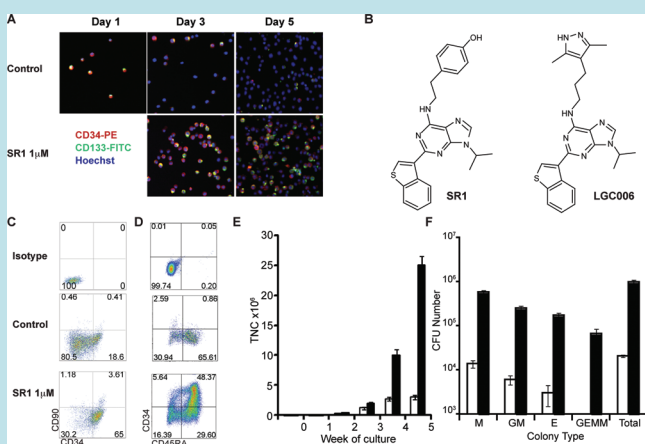 A
Day 1
Day 3
Day 5
Control
CD34-PE
CD133-FITC
Hoechst
SR1 1µM
B
OH
HN
N
N
N
N
N
S
SR1
HN
N
HN
N
N
N
N
S
LGC006
C
Isotype
0
0
100
0
Control
0.46
0.41
80.5
18.6
SR1 1µM
1.18
3.61
30.2
65
CD90
CD34
D
0.01
0.05
99.74
0.20
2.59
0.86
30.94
65.61
5.64
48.37
16.39
29.60
CD34
CD45RA
E
TNC x10⁶
30
25
20
15
10
5
0
0
1
2
3
4
5
Week of culture
F
CFU Number
10⁷
10⁶
10⁵
10⁴
10³
M
GM
E
GEMM
Total
Colony Type